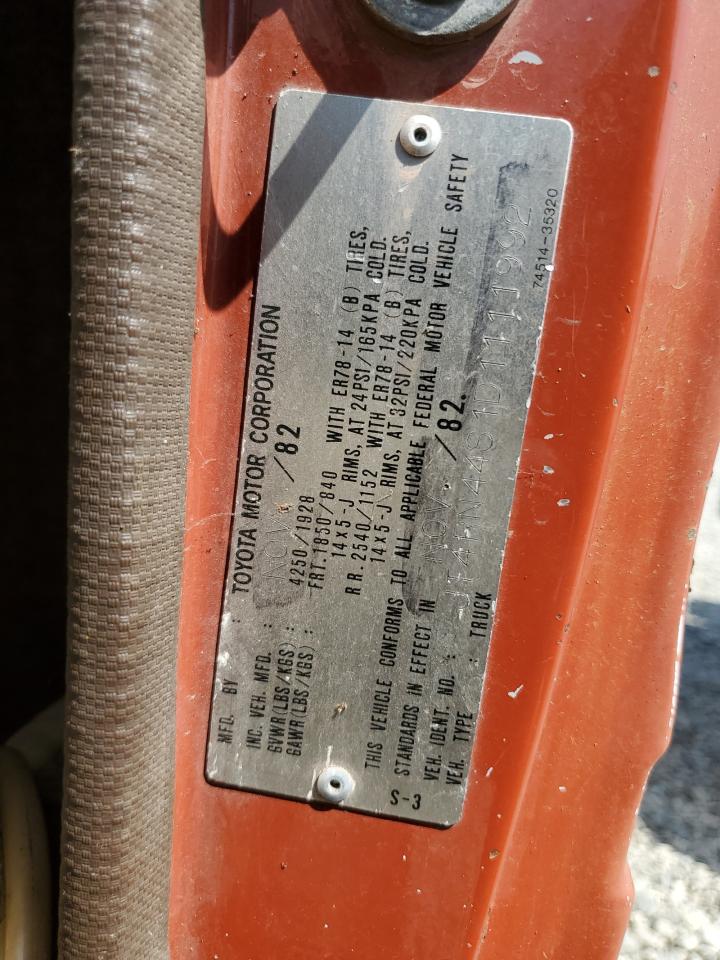 MFD. BY : TOYOTA MOTOR CORPORATION
INC. VEH. MFD. : NOV. /82
GVWR(LBS/KGS) : 4250/1928
GAWR(LBS/KGS) : FRT. 1850/840 WITH ER78-14 (B) TIRES,
14x5-J RIMS, AT 24PSI/165KPA COLD.
RR. 2540/1152 WITH ER78-14 (B) TIRES,
14x5-J RIMS, AT 32PSI/220KPA COLD.
THIS VEHICLE CONFORMS TO ALL APPLICABLE FEDERAL MOTOR VEHICLE SAFETY
STANDARDS IN EFFECT IN NOV. /82.
VEH. IDENT. NO. :
VEH. TYPE : TRUCK
S-3
74514-35320